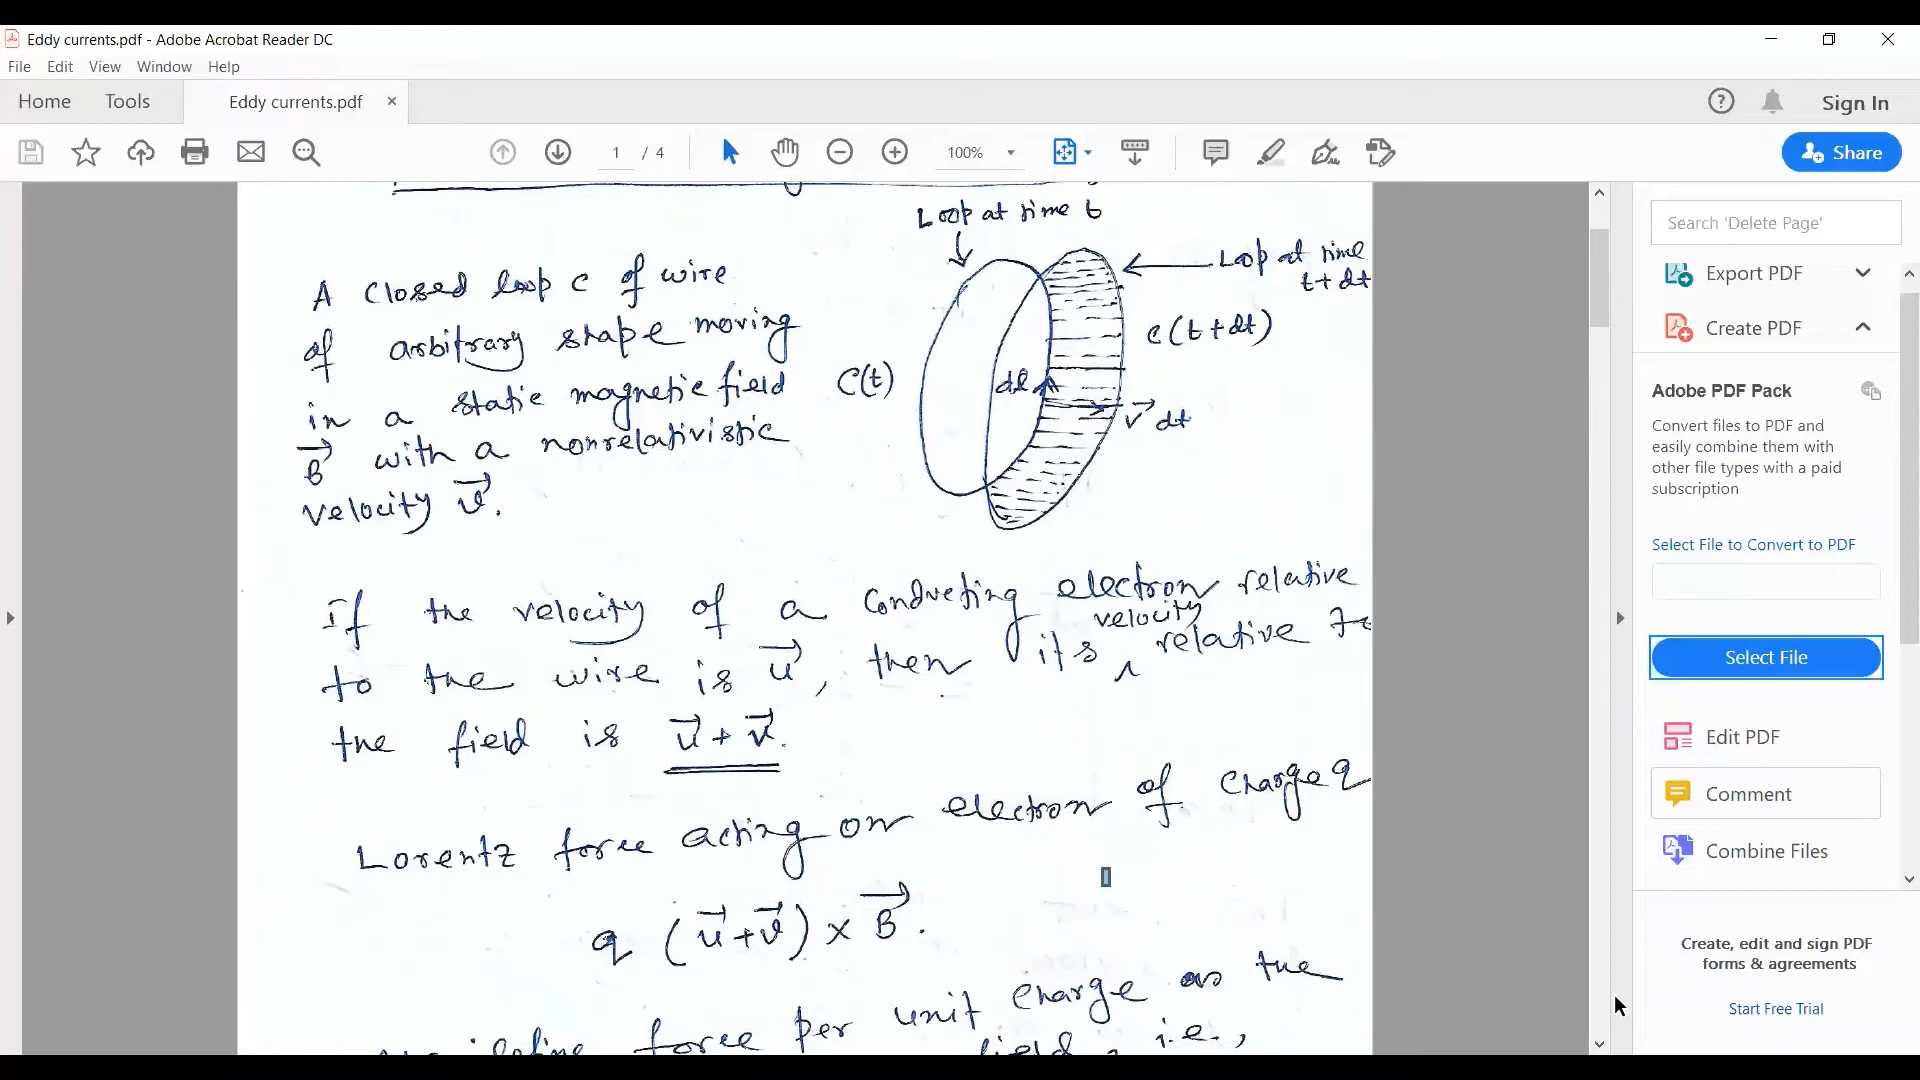 Eddy currents.pdf - Adobe Acrobat Reader DC
File Edit View Window Help
Home Tools Eddy currents.pdf × Sign In
1 / 4 100% Share
Loop at time t
Loop at time
t+dt
A closed loop C of wire
of arbitrary shape moving
in a static magnetic field
B with a nonrelativistic
velocity v.
C(t)
dl
C(t+dt)
v dt
If the velocity of a conducting electron relative
to the wire is u, then its velocity relative to
the field is u + v.
Lorentz force acting on electron of charge q
q (u+v) × B.
force per unit charge as the
field, i.e.,
Search 'Delete Page'
Export PDF
Create PDF
Adobe PDF Pack
Convert files to PDF and
easily combine them with
other file types with a paid
subscription
Select File to Convert to PDF
Select File
Edit PDF
Comment
Combine Files
Create, edit and sign PDF
forms & agreements
Start Free Trial